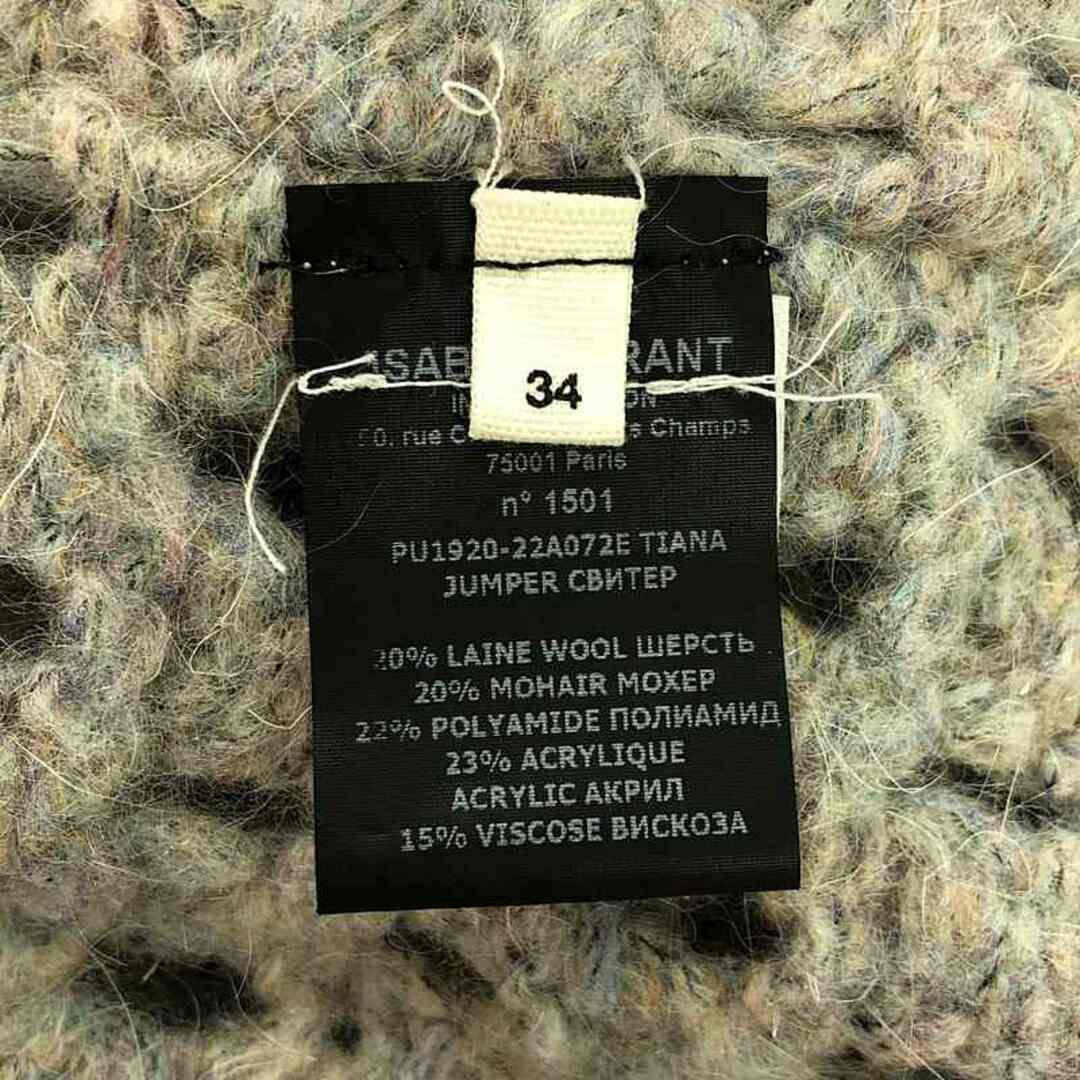 34
75001 Paris
n° 1501
PU1920-22A072E TIANA
JUMPER СВИТЕР
20% LAINE WOOL ШЕРСТЬ
20% MOHAIR МОХЕР
22% POLYAMIDE ПОЛИАМИД
23% ACRYLIQUE
ACRYLIC АКРИЛ
15% VISCOSE ВИСКОЗА